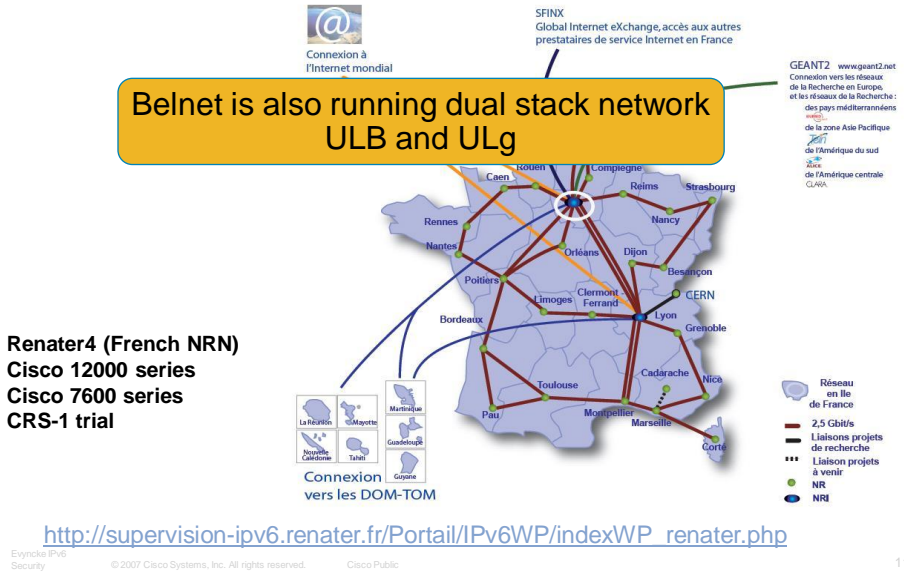 SFINX
Global Internet eXchange, accès aux autres
prestataires de service Internet en France
@
Connexion à
l'Internet mondial
GEANT2 www.geant2.net
Connexion vers les réseaux
de la Recherche en Europe,
et les réseaux de la Recherche :
des pays méditerrannéens
de la zone Asie Pacifique
de l'Amérique du sud
ALICE
de l'Amérique centrale
CLARA
Belnet is also running dual stack network
ULB and ULg
Rouen
Compiègne
Caen
Reims
Strasbourg
Rennes
Nancy
Nantes
Orléans
Dijon
Besançon
Poitiers
CERN
Limoges
Clermont -
Ferrand
Lyon
Bordeaux
Grenoble
Renater4 (French NRN)
Cisco 12000 series
Cisco 7600 series
CRS-1 trial
Cadarache
Nice
Toulouse
Pau
Montpellier
Marseille
Corté
La Réunion
Mayotte
Martinique
Nouvelle
Calédonie
Tahiti
Guadeloupe
Guyane
Connexion
vers les DOM-TOM
Réseau
en Ile
de France
2,5 Gbit/s
Liaisons projets
de recherche
Liaison projets
à venir
NR
NRI
http://supervision-ipv6.renater.fr/Portail/IPv6WP/indexWP_renater.php
Evyncke IPv6
Security
© 2007 Cisco Systems, Inc. All rights reserved.
Cisco Public
1